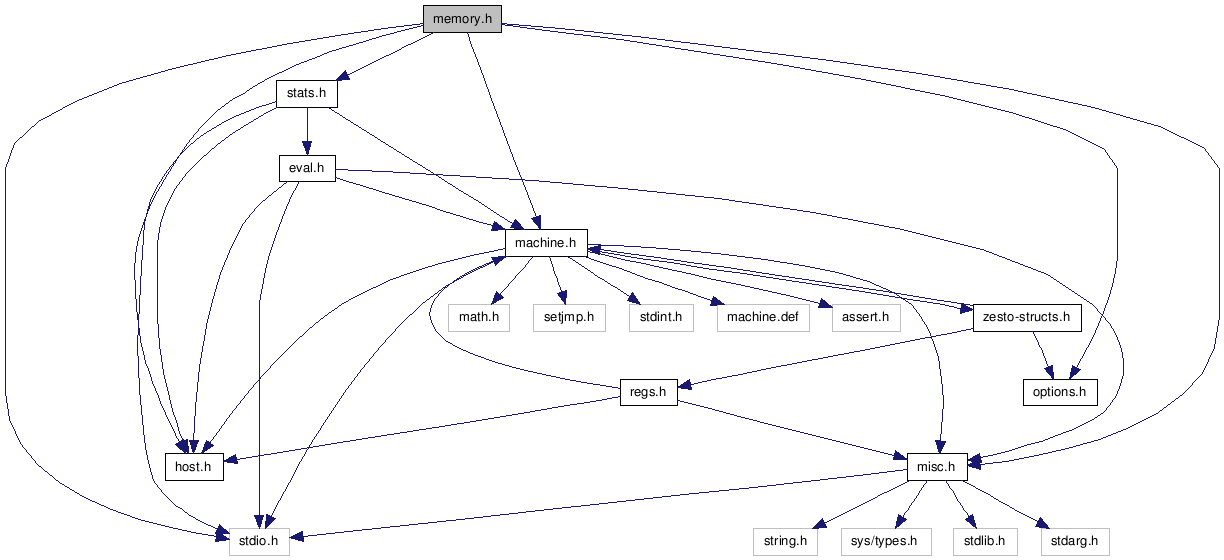 memory.h
stats.h
eval.h
machine.h
math.h
setjmp.h
stdint.h
machine.def
assert.h
zesto-structs.h
regs.h
options.h
host.h
misc.h
stdio.h
string.h
sys/types.h
stdlib.h
stdarg.h